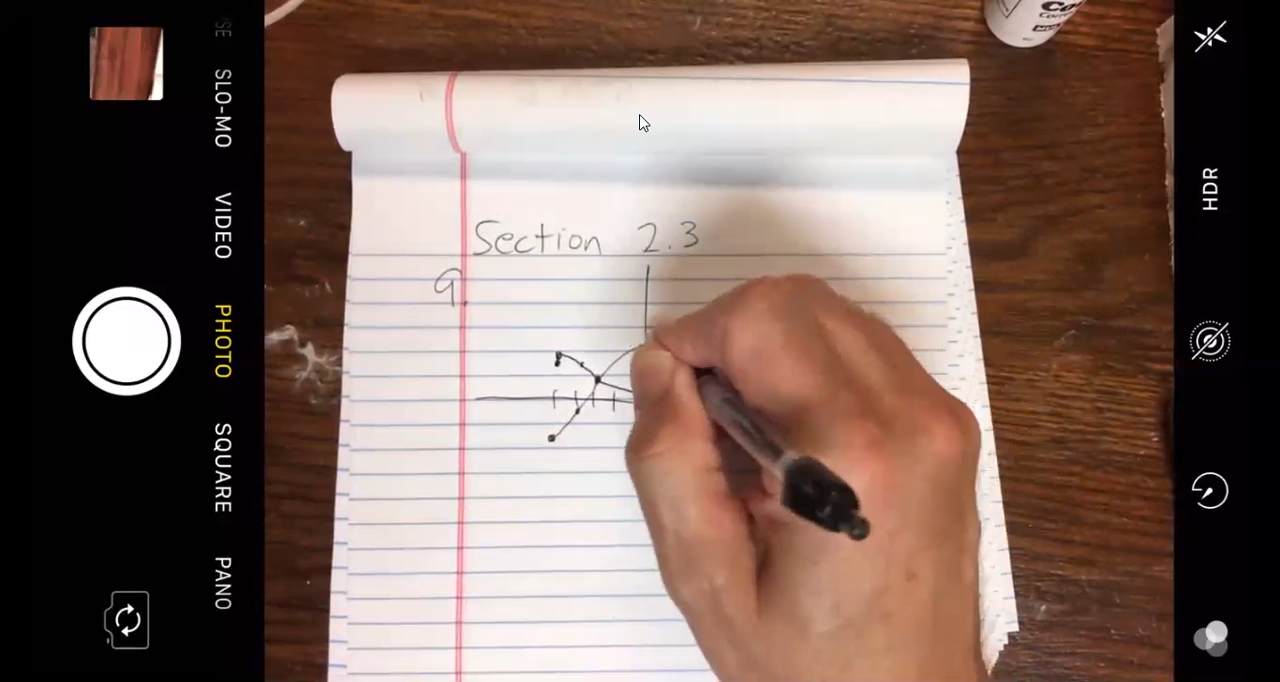 SLO-MO
VIDEO
PHOTO
SQUARE
PANO
HDR
Section 2.3
9.